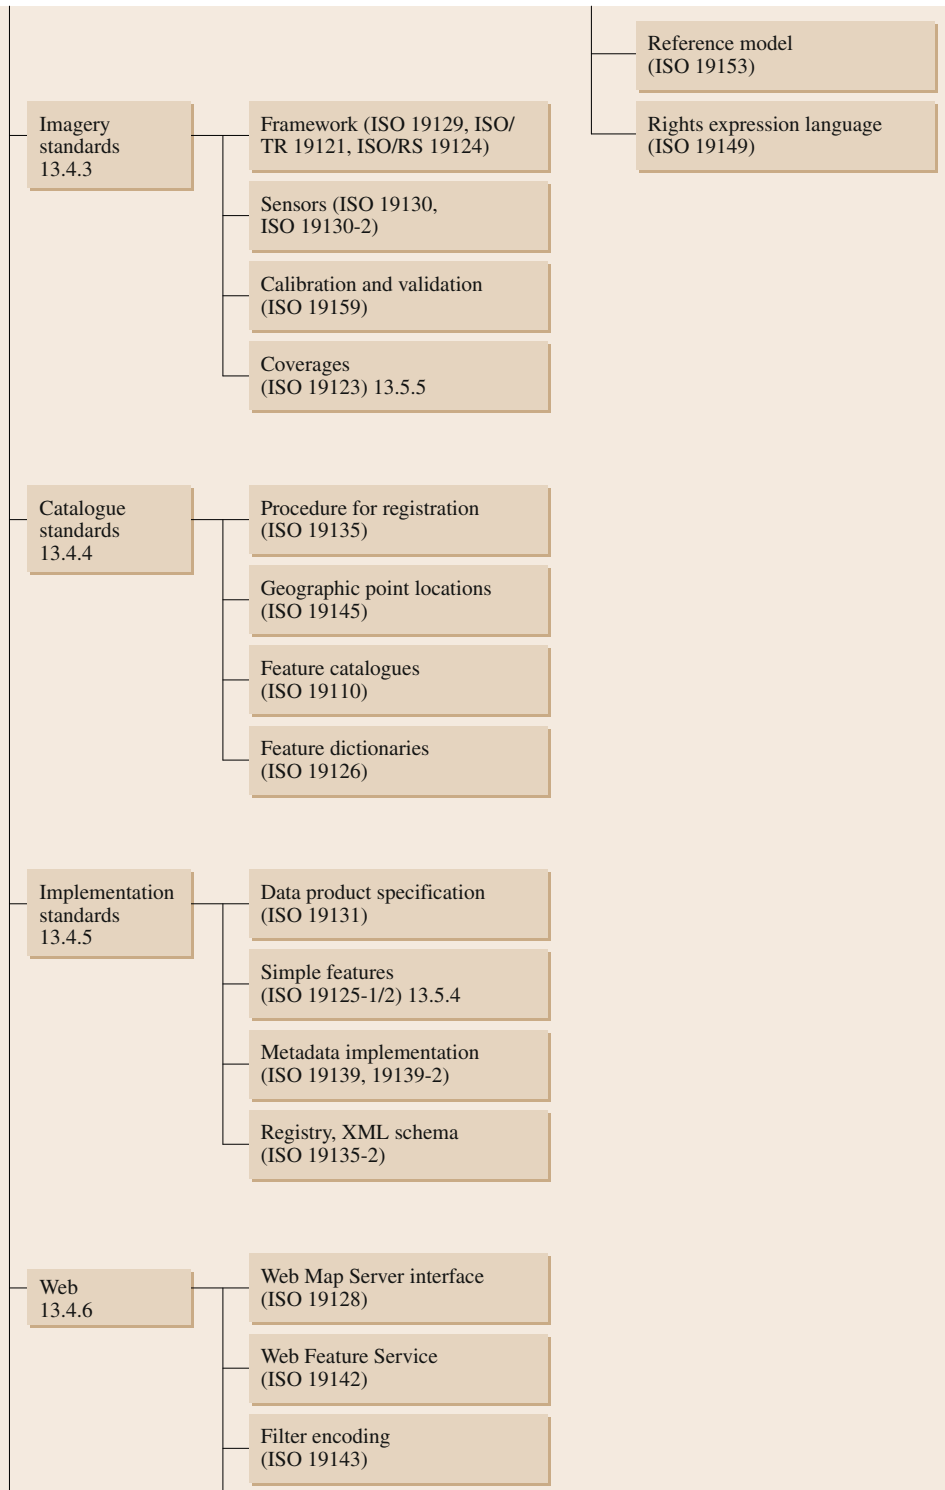 Reference model
(ISO 19153)
Rights expression language
(ISO 19149)
Imagery
standards
13.4.3
Framework (ISO 19129, ISO/
TR 19121, ISO/RS 19124)
Sensors (ISO 19130,
ISO 19130-2)
Calibration and validation
(ISO 19159)
Coverages
(ISO 19123) 13.5.5
Catalogue
standards
13.4.4
Procedure for registration
(ISO 19135)
Geographic point locations
(ISO 19145)
Feature catalogues
(ISO 19110)
Feature dictionaries
(ISO 19126)
Implementation
standards
13.4.5
Data product specification
(ISO 19131)
Simple features
(ISO 19125-1/2) 13.5.4
Metadata implementation
(ISO 19139, 19139-2)
Registry, XML schema
(ISO 19135-2)
Web
13.4.6
Web Map Server interface
(ISO 19128)
Web Feature Service
(ISO 19142)
Filter encoding
(ISO 19143)